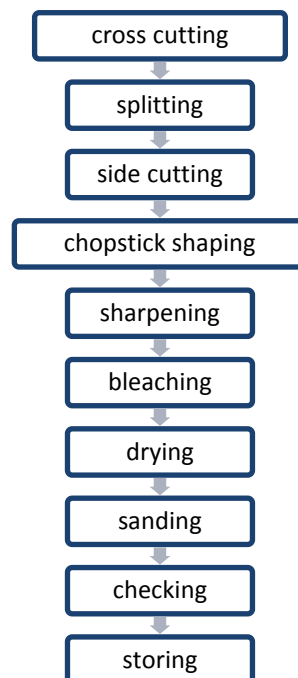 cross cutting
splitting
side cutting
chopstick shaping
sharpening
bleaching
drying
sanding
checking
storing